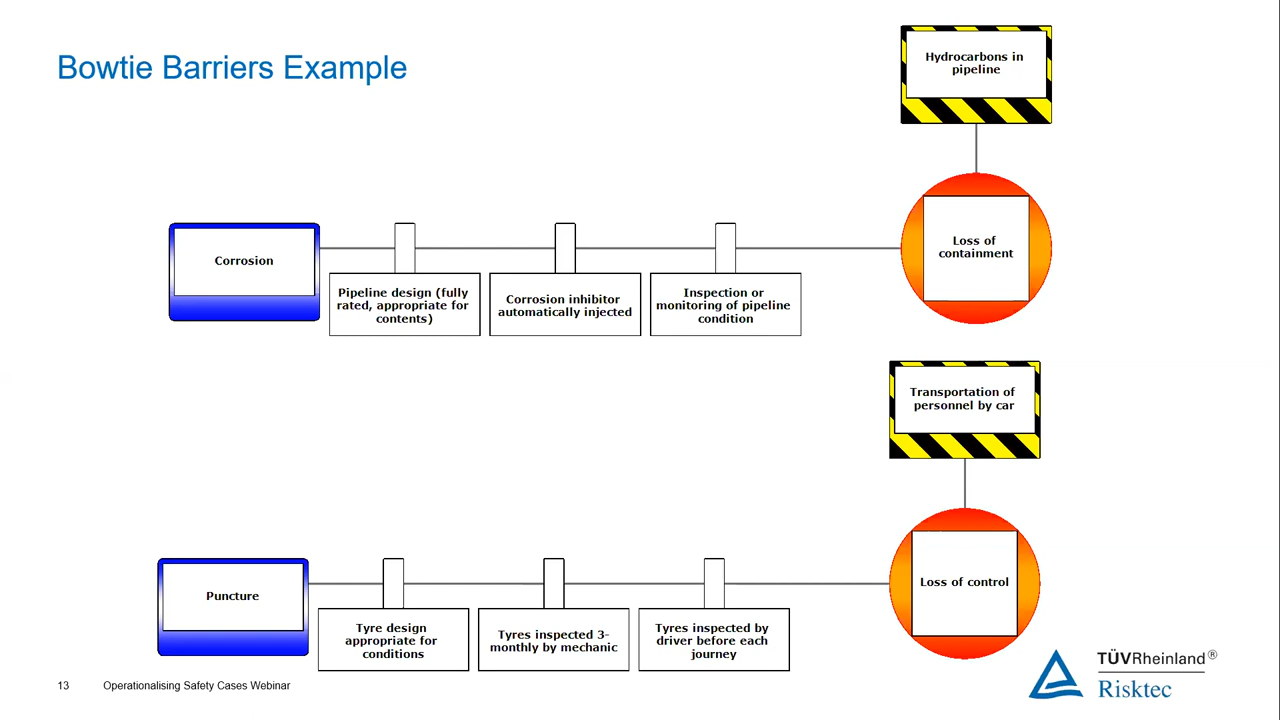 Bowtie Barriers Example
Hydrocarbons in
pipeline
Corrosion
Pipeline design (fully
rated, appropriate for
contents)
Corrosion inhibitor
automatically injected
Inspection or
monitoring of pipeline
condition
Loss of
containment
Transportation of
personnel by car
Puncture
Tyre design
appropriate for
conditions
Tyres inspected 3-
monthly by mechanic
Tyres inspected by
driver before each
journey
Loss of control
13
Operationalising Safety Cases Webinar
TÜVRheinland®
Risktec